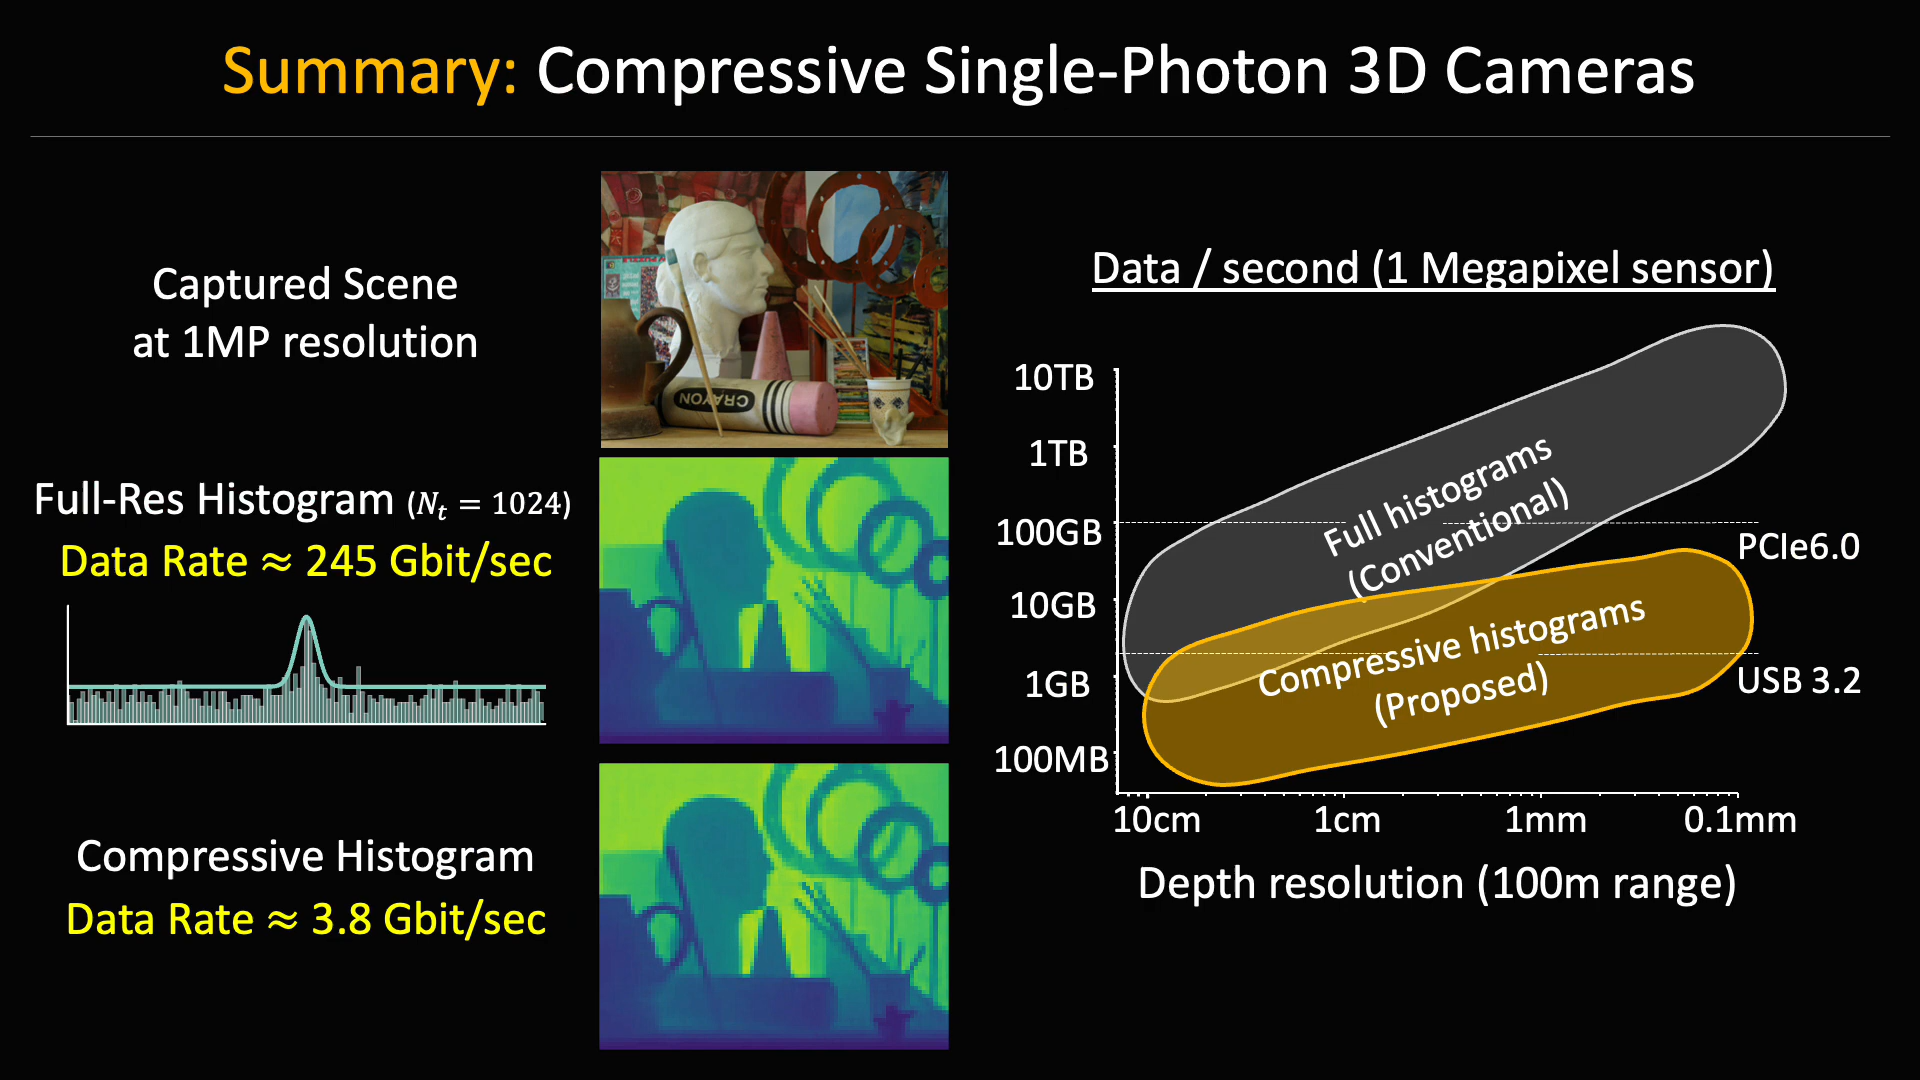 Summary: Compressive Single-Photon 3D Cameras
Captured Scene
at 1MP resolution
CRAYON
Full-Res Histogram (Nₜ = 1024)
Data Rate ≈ 245 Gbit/sec
Compressive Histogram
Data Rate ≈ 3.8 Gbit/sec
Data / second (1 Megapixel sensor)
10TB
1TB
100GB
10GB
1GB
100MB
Full histograms
(Conventional)
Compressive histograms
(Proposed)
PCIe6.0
USB 3.2
10cm 1cm 1mm 0.1mm
Depth resolution (100m range)